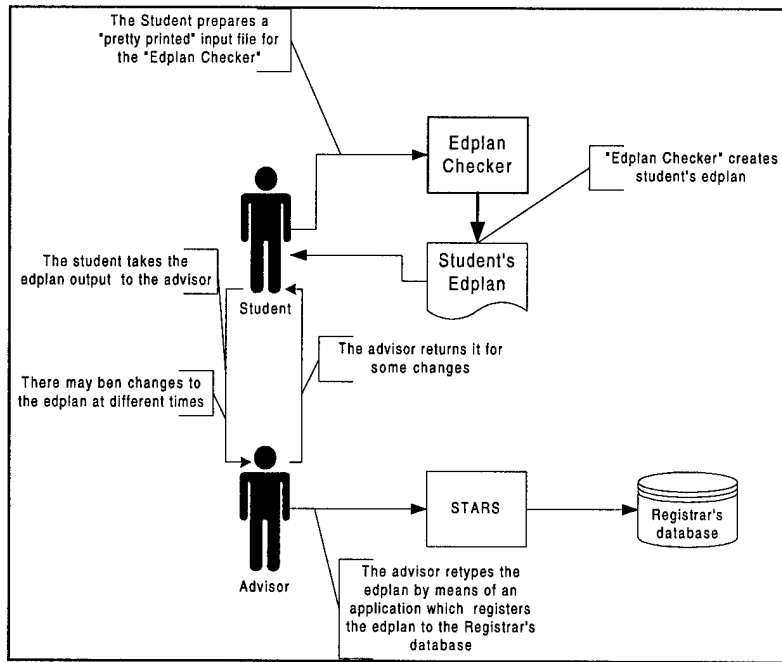 The Student prepares a
"pretty printed" input file for
the "Edplan Checker"
Edplan
Checker
"Edplan Checker" creates
student's edplan
The student takes the
edplan output to the advisor
Student's
Edplan
Student
The advisor returns it for
some changes
There may ben changes to
the edplan at different times
STARS
Registrar's
database
Advisor
The advisor retypes the
edplan by means of an
application which registers
the edplan to the Registrar's
database